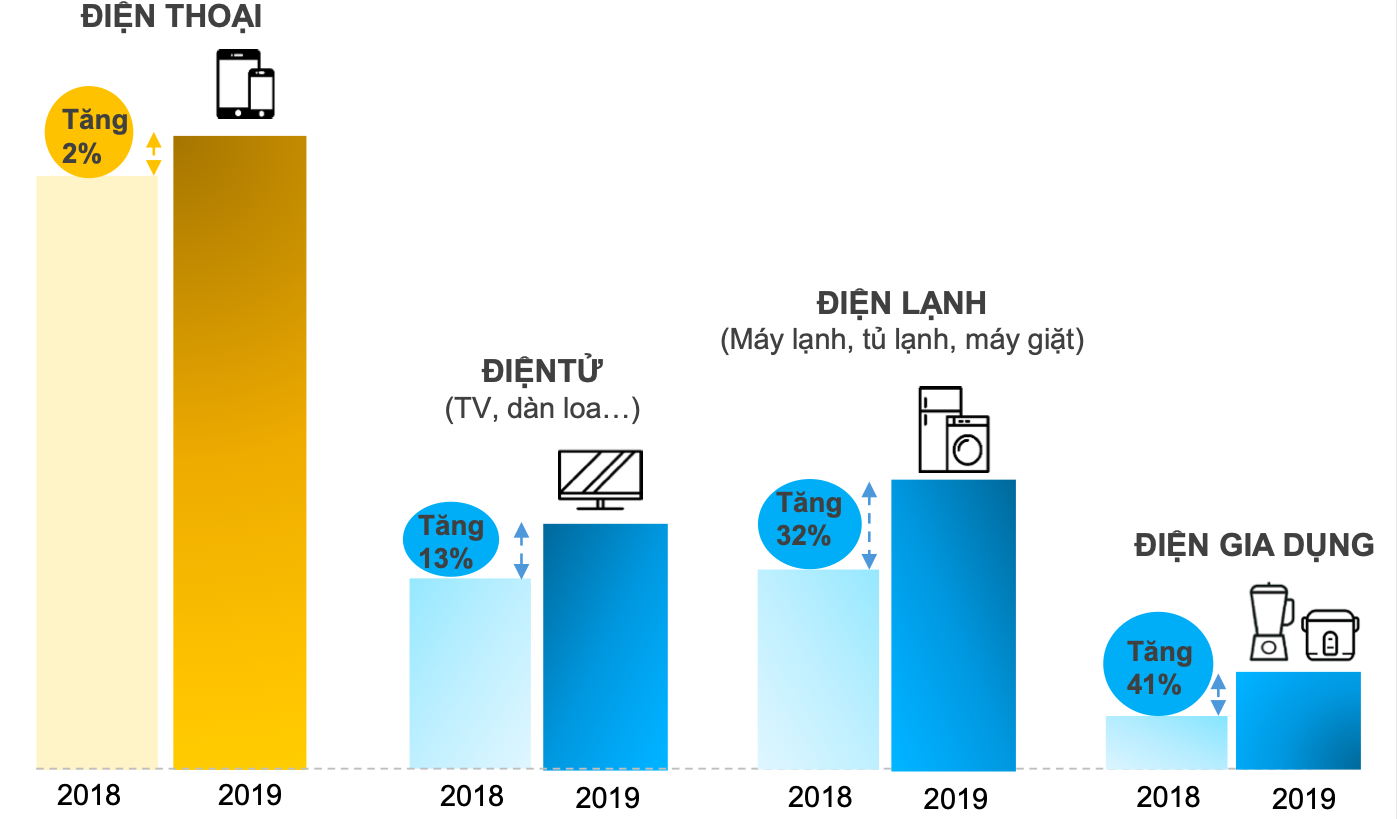 ĐIỆN THOẠI
Tăng
2%
2018
2019
ĐIỆNTỬ
(TV, dàn loa…)
Tăng
13%
2018
2019
ĐIỆN LẠNH
(Máy lạnh, tủ lạnh, máy giặt)
Tăng
32%
2018
2019
ĐIỆN GIA DỤNG
Tăng
41%
2018
2019